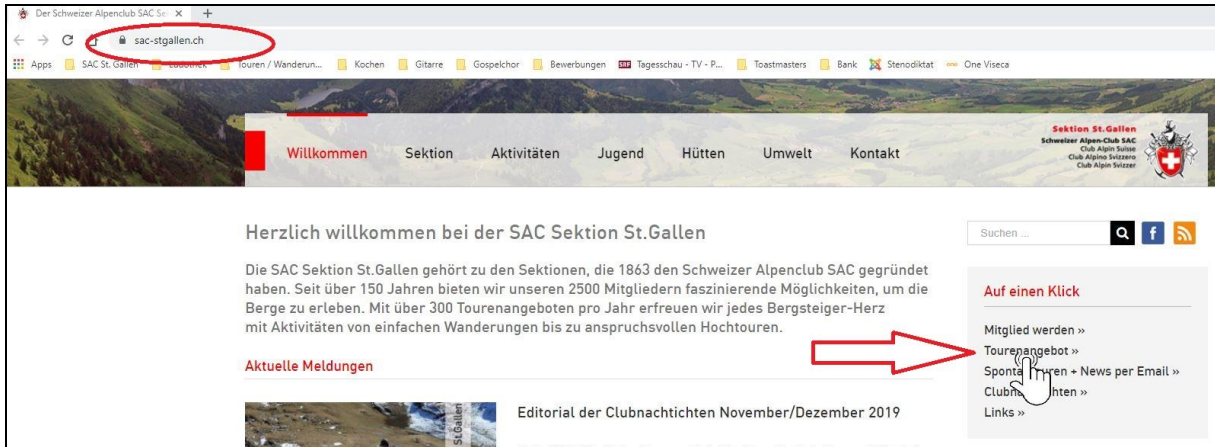 Der Schweizer Alpenclub SAC Se
sac-stgallen.ch
Apps SAC St. Gallen Ludothek Touren / Wanderun... Kochen Gitarre Gospelchor Bewerbungen SRF Tagesschau - TV - P... Toastmasters Bank Stenodiktat One Viseca
Willkommen Sektion Aktivitäten Jugend Hütten Umwelt Kontakt
Sektion St.Gallen
Schweizer Alpen-Club SAC
Club Alpin Suisse
Club Alpino Svizzero
Club Alpin Svizzer
Herzlich willkommen bei der SAC Sektion St.Gallen
Die SAC Sektion St.Gallen gehört zu den Sektionen, die 1863 den Schweizer Alpenclub SAC gegründet
haben. Seit über 150 Jahren bieten wir unseren 2500 Mitgliedern faszinierende Möglichkeiten, um die
Berge zu erleben. Mit über 300 Tourenangeboten pro Jahr erfreuen wir jedes Bergsteiger-Herz
mit Aktivitäten von einfachen Wanderungen bis zu anspruchsvollen Hochtouren.
Aktuelle Meldungen
St.Gallen
Editorial der Clubnachtichten November/Dezember 2019
Suchen ...
Auf einen Klick
Mitglied werden »
Tourenangebot »
Spontantouren + News per Email »
Clubnachrichten »
Links »